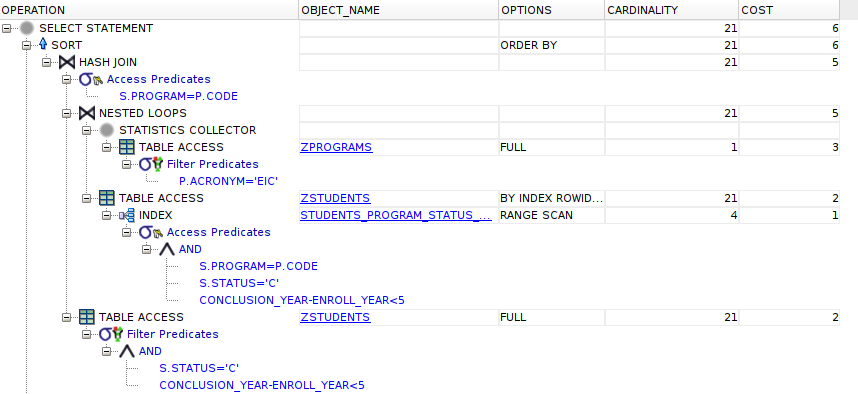 OPERATION OBJECT_NAME OPTIONS CARDINALITY COST
SELECT STATEMENT 21 6
SORT ORDER BY 21 6
HASH JOIN 21 5
Access Predicates
S.PROGRAM=P.CODE
NESTED LOOPS 21 5
STATISTICS COLLECTOR
TABLE ACCESS ZPROGRAMS FULL 1 3
Filter Predicates
P.ACRONYM='EIC'
TABLE ACCESS ZSTUDENTS BY INDEX ROWID... 21 2
INDEX STUDENTS_PROGRAM_STATUS_... RANGE SCAN 4 1
Access Predicates
AND
S.PROGRAM=P.CODE
S.STATUS='C'
CONCLUSION_YEAR-ENROLL_YEAR<5
TABLE ACCESS ZSTUDENTS FULL 21 2
Filter Predicates
AND
S.STATUS='C'
CONCLUSION_YEAR-ENROLL_YEAR<5